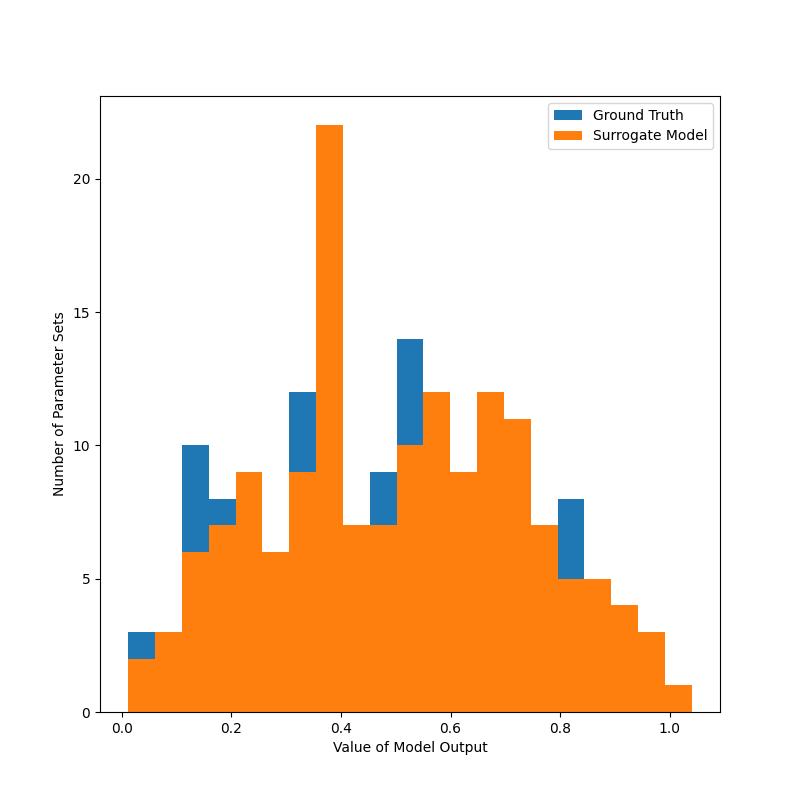 Ground Truth
Surrogate Model
20
15
10
5
0
Number of Parameter Sets
0.0 0.2 0.4 0.6 0.8 1.0
Value of Model Output